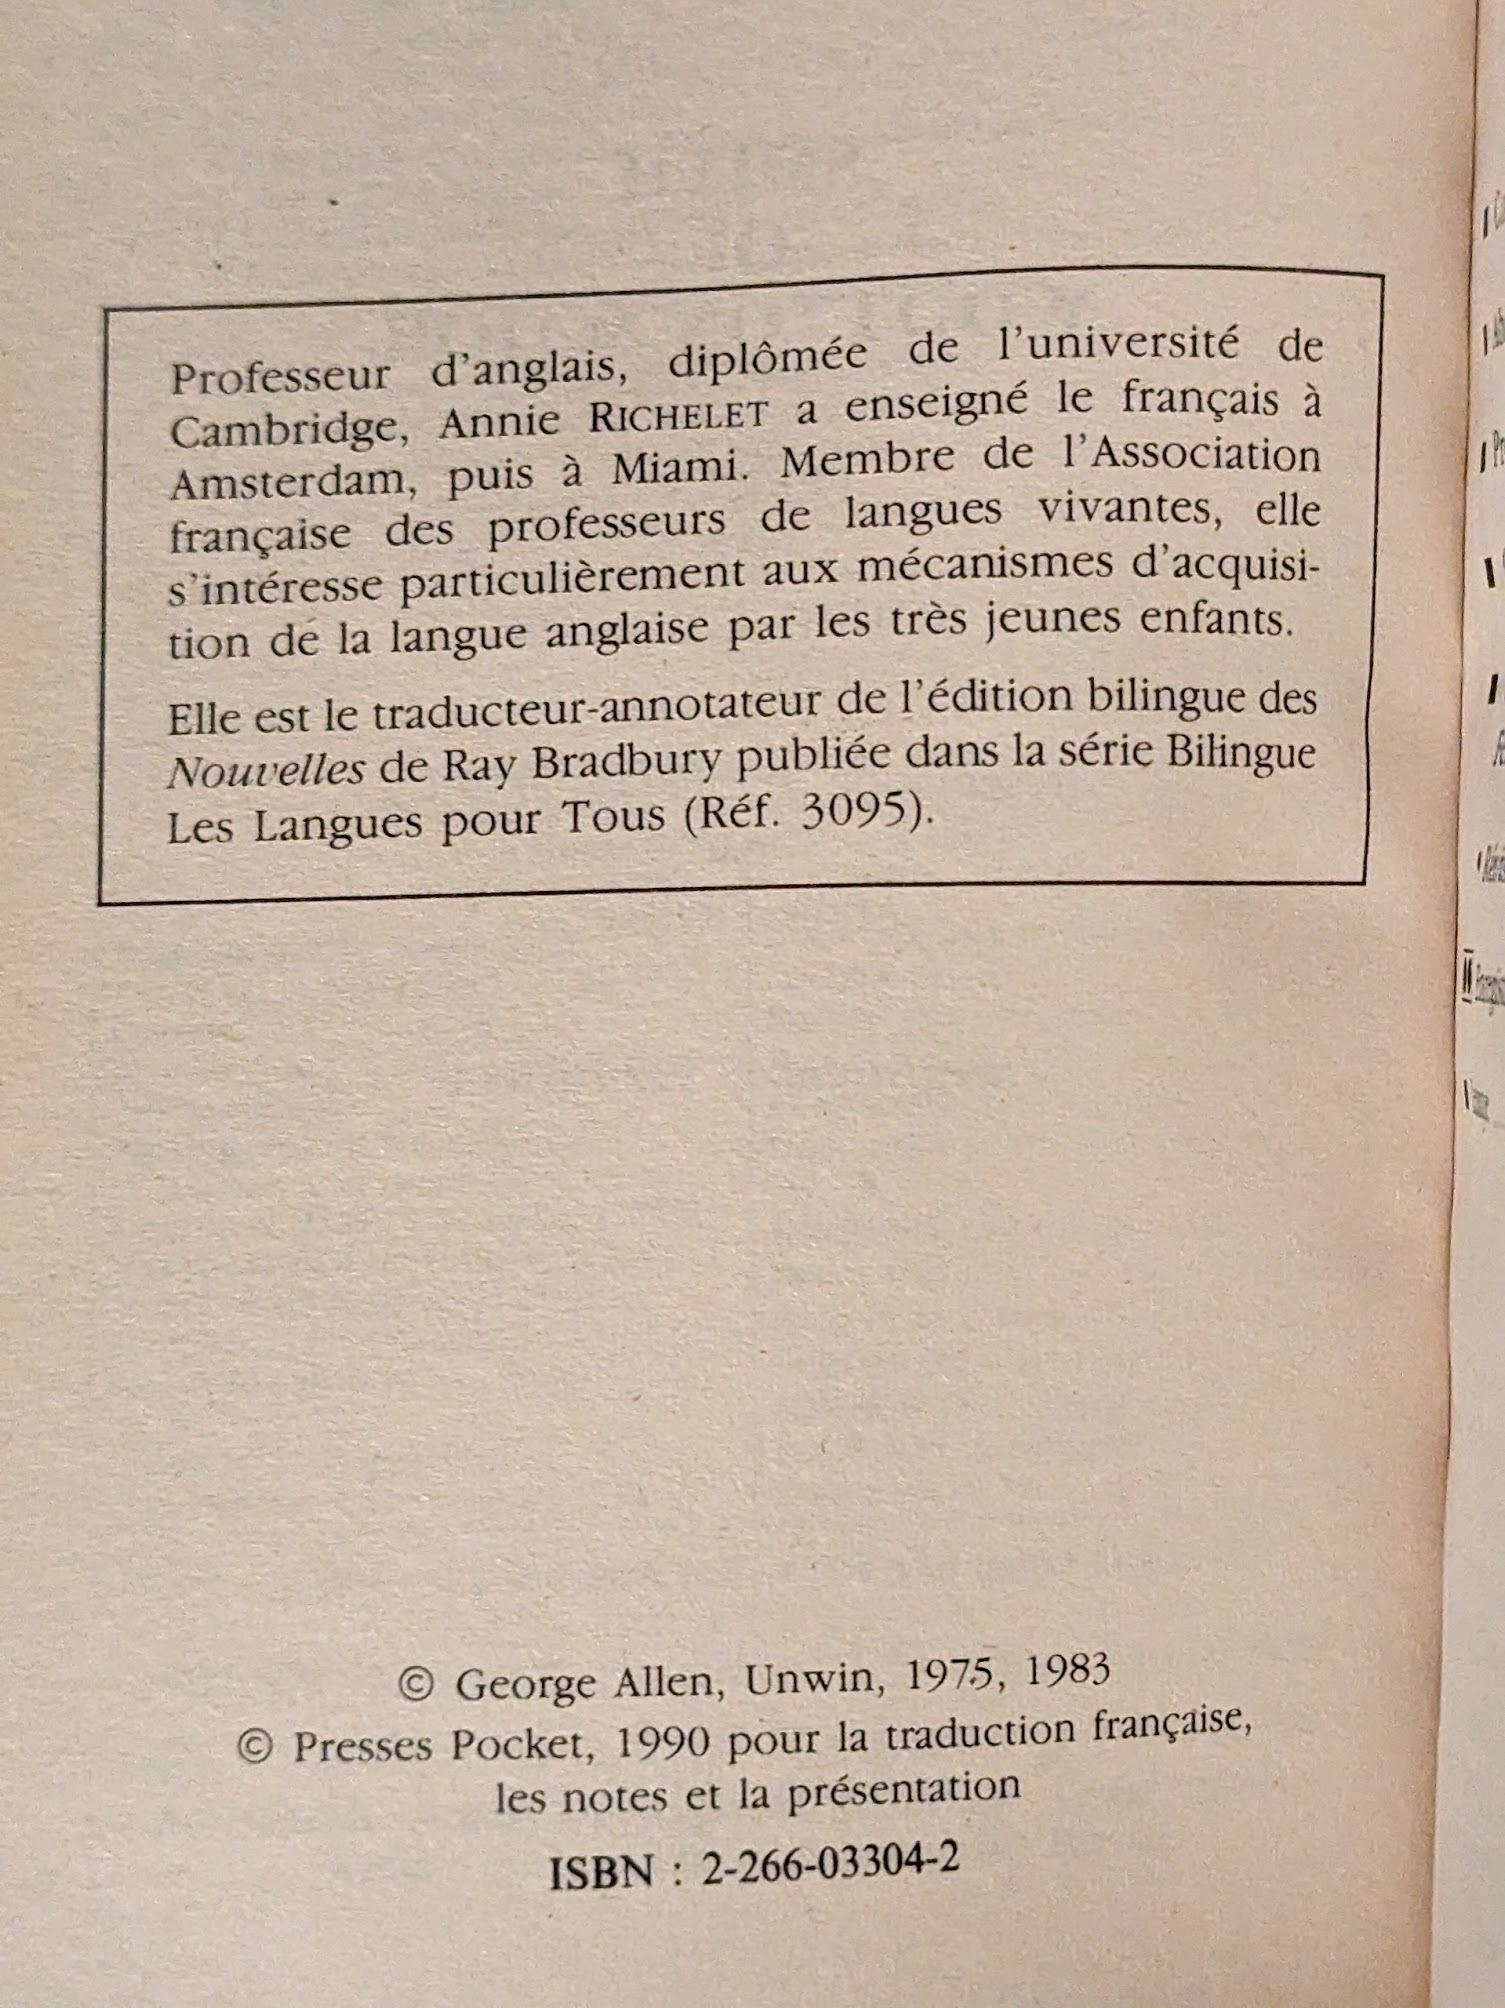 Professeur d'anglais, diplômée de l'université de
Cambridge, Annie RICHELET a enseigné le français à
Amsterdam, puis à Miami. Membre de l'Association
française des professeurs de langues vivantes, elle
s'intéresse particulièrement aux mécanismes d'acquisi-
tion de la langue anglaise par les très jeunes enfants.
Elle est le traducteur-annotateur de l'édition bilingue des
Nouvelles de Ray Bradbury publiée dans la série Bilingue
Les Langues pour Tous (Réf. 3095).
© George Allen, Unwin, 1975, 1983
© Presses Pocket, 1990 pour la traduction française,
les notes et la présentation
ISBN : 2-266-03304-2